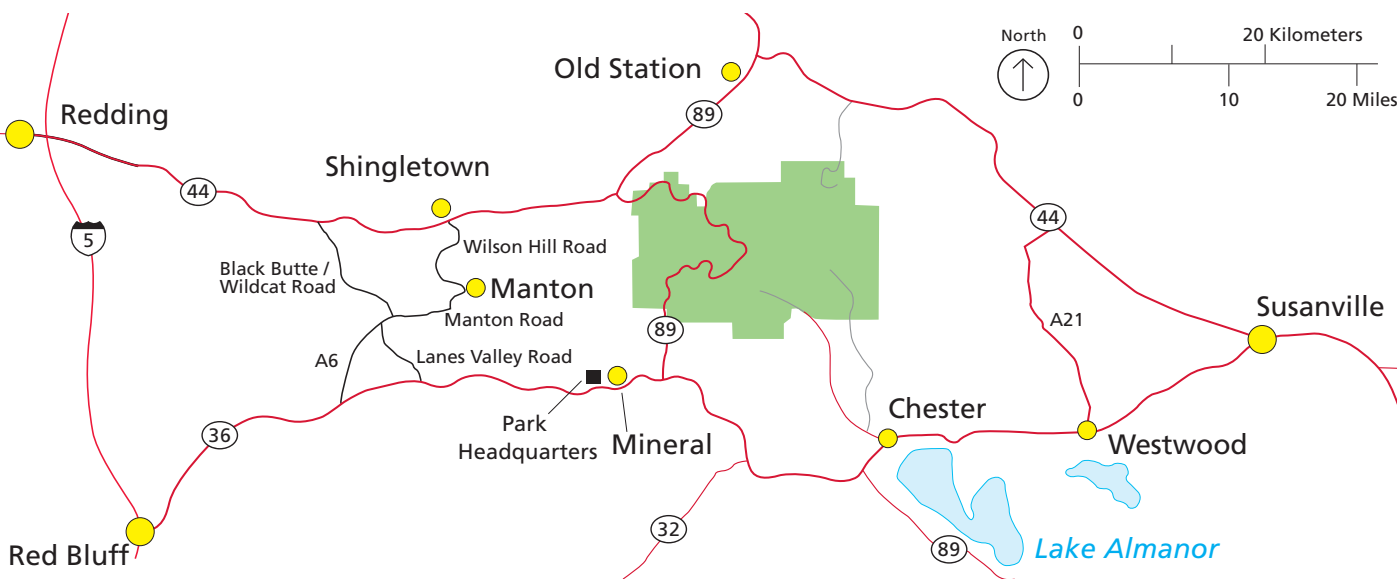 North
0
20 Kilometers
0
10
20 Miles
Old Station
89
Redding
Shingletown
44
44
5
Wilson Hill Road
Black Butte /
Wildcat Road
Manton
Manton Road
Susanville
A21
89
A6
Lanes Valley Road
Park
Headquarters
Mineral
Chester
Westwood
36
32
89
Lake Almanor
Red Bluff